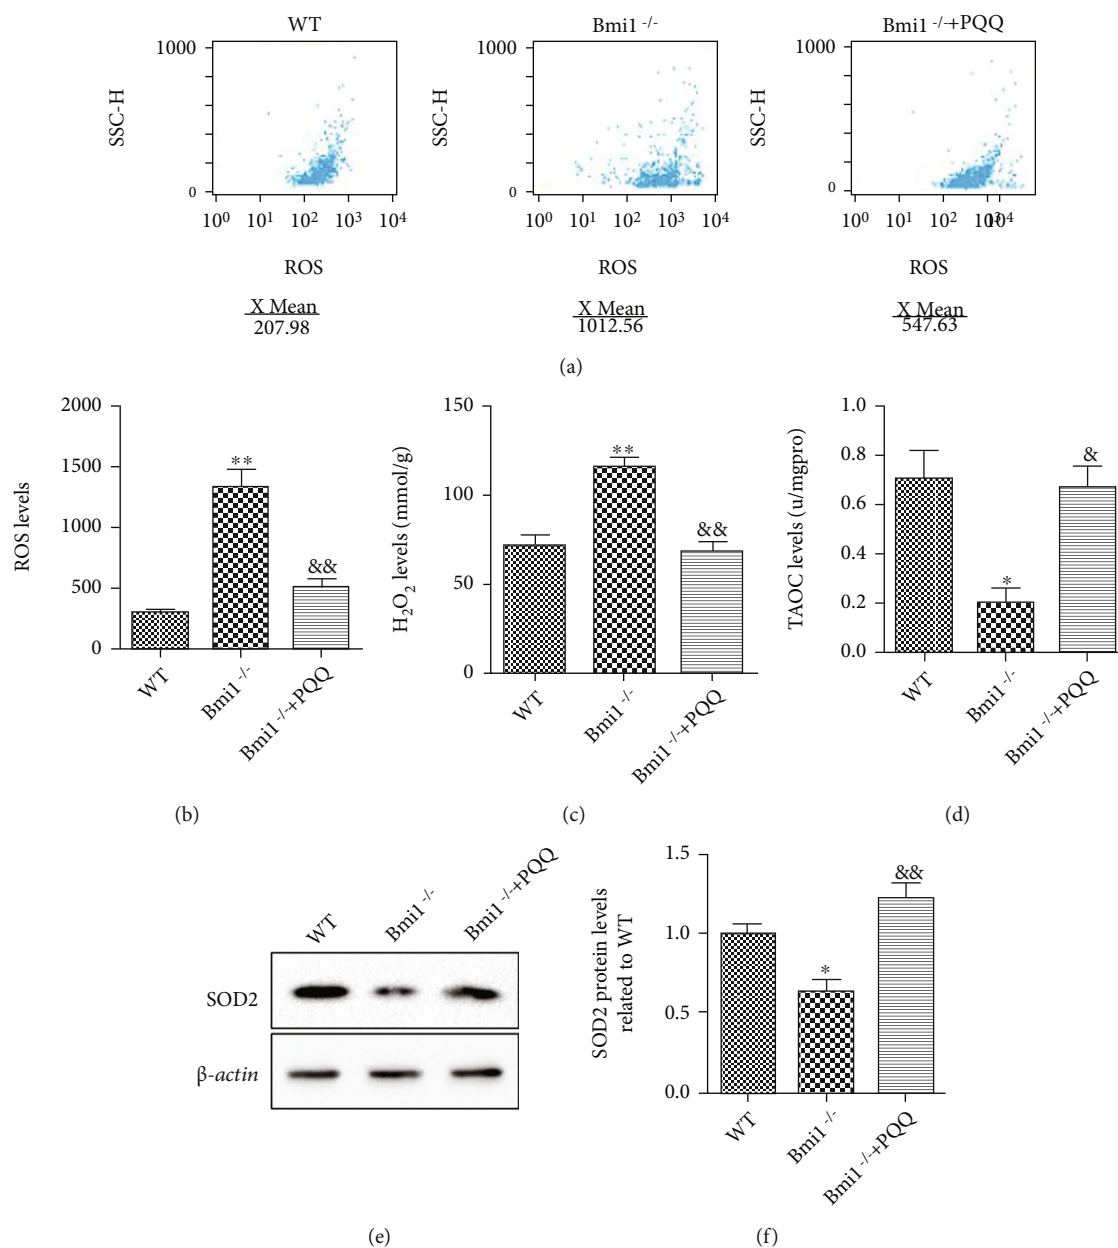 WT
Bmi1 -/-
Bmi1 -/-+PQQ
1000
0
SSC-H
10⁰ 10¹ 10² 10³ 10⁴
ROS
X Mean
207.98
1000
0
SSC-H
10⁰ 10¹ 10² 10³ 10⁴
ROS
X Mean
1012.56
1000
0
SSC-H
10⁰ 10¹ 10² 10³ 10⁴
ROS
X Mean
547.63
(a)
ROS levels
2000
1500
1000
500
0
**
&&
WT
Bmi1 -/-
Bmi1 -/-+PQQ
(b)
H₂O₂ levels (mmol/g)
150
100
50
0
**
&&
WT
Bmi1 -/-
Bmi1 -/-+PQQ
(c)
TAOC levels (u/mgpro)
1.0
0.8
0.6
0.4
0.2
0.0
*
&
WT
Bmi1 -/-
Bmi1 -/-+PQQ
(d)
WT
Bmi1 -/-
Bmi1 -/-+PQQ
SOD2
β-actin
(e)
SOD2 protein levels
related to WT
1.5
1.0
0.5
0.0
*
&&
WT
Bmi1 -/-
Bmi1 -/-+PQQ
(f)